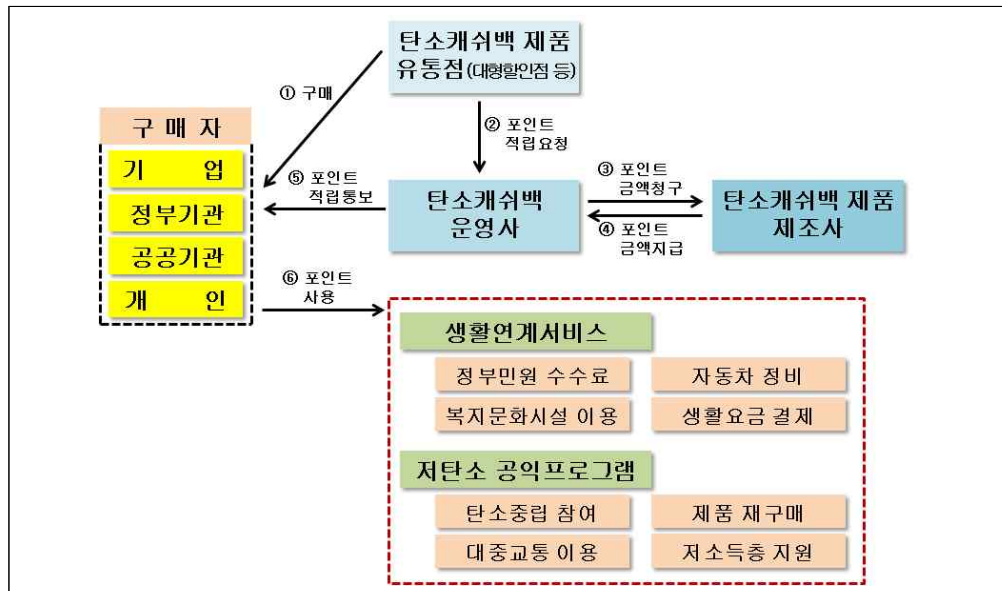 탄소캐쉬백 제품
유통점(대형할인점 등)
① 구매
② 포인트
적립요청
구 매 자
기 업
정부기관
공공기관
개 인
⑤ 포인트
적립통보
탄소캐쉬백
운영사
③ 포인트
금액청구
④ 포인트
금액지급
탄소캐쉬백 제품
제조사
⑥ 포인트
사용
생활연계서비스
정부민원 수수료
자동차 정비
복지문화시설 이용
생활요금 결제
저탄소 공익프로그램
탄소중립 참여
제품 재구매
대중교통 이용
저소득층 지원